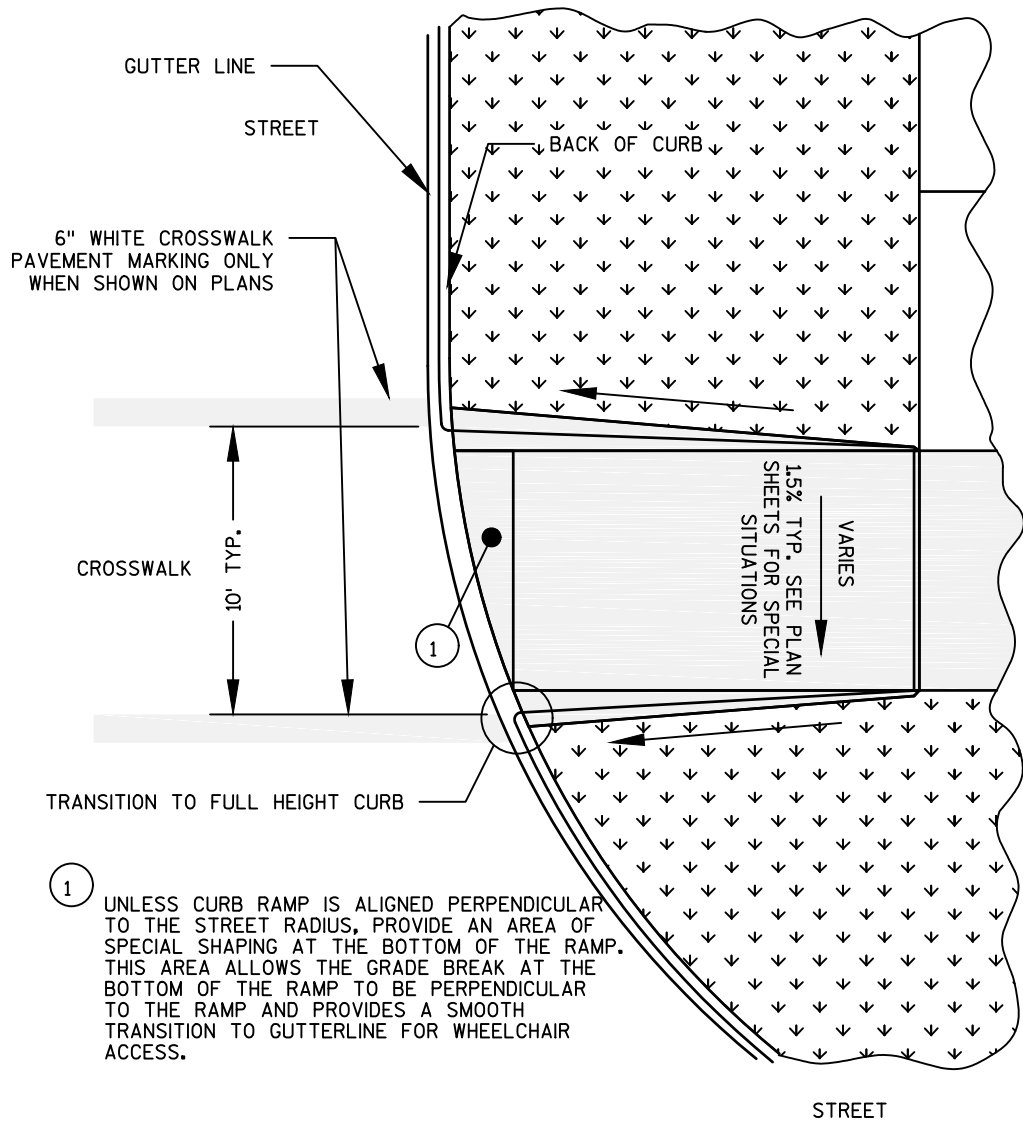 GUTTER LINE
STREET
BACK OF CURB
6" WHITE CROSSWALK
PAVEMENT MARKING ONLY
WHEN SHOWN ON PLANS
CROSSWALK
10' TYP.
1
VARIES
1.5% TYP. SEE PLAN
SHEETS FOR SPECIAL
SITUATIONS
TRANSITION TO FULL HEIGHT CURB
1
UNLESS CURB RAMP IS ALIGNED PERPENDICULAR
TO THE STREET RADIUS, PROVIDE AN AREA OF
SPECIAL SHAPING AT THE BOTTOM OF THE RAMP.
THIS AREA ALLOWS THE GRADE BREAK AT THE
BOTTOM OF THE RAMP TO BE PERPENDICULAR
TO THE RAMP AND PROVIDES A SMOOTH
TRANSITION TO GUTTERLINE FOR WHEELCHAIR
ACCESS.
STREET